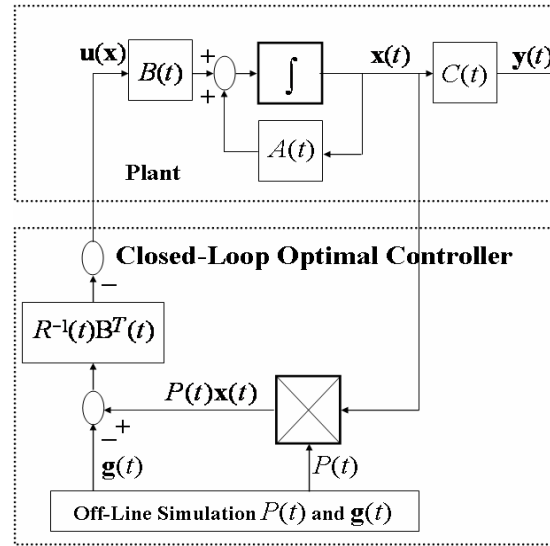 u(x)
B(t)
+
+
∫
x(t)
C(t)
y(t)
A(t)
Plant
Closed-Loop Optimal Controller
−
R⁻¹(t)Bᵀ(t)
P(t)x(t)
− +
g(t)
P(t)
Off-Line Simulation P(t) and g(t)